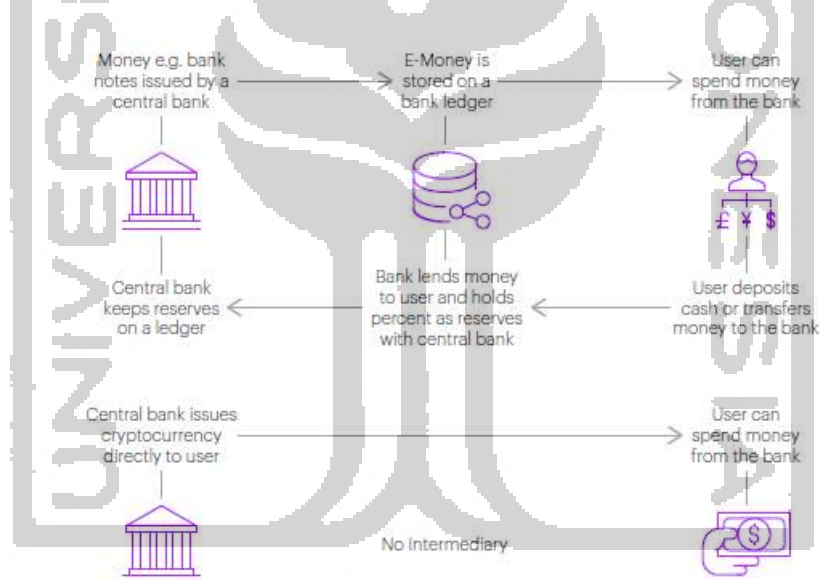 Money e.g. bank
notes issued by a
central bank
E-Money is
stored on a
bank ledger
User can
spend money
from the bank
£ ¥ $
Central bank
keeps reserves
on a ledger
Bank lends money
to user and holds
percent as reserves
with central bank
User deposits
cash or transfers
money to the bank
Central bank issues
cryptocurrency
directly to user
User can
spend money
from the bank
No Intermediary
$